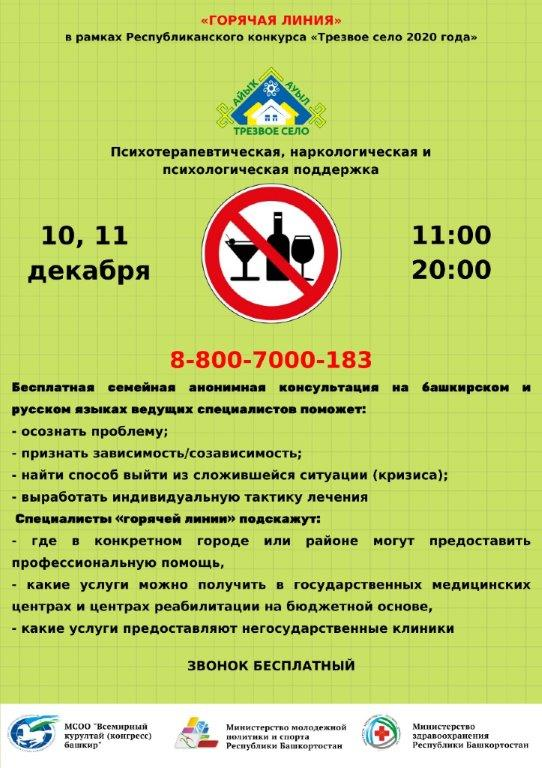 «ГОРЯЧАЯ ЛИНИЯ»
в рамках Республиканского конкурса «Трезвое село 2020 года»
АЙЫҠ АУЫЛ
ТРЕЗВОЕ СЕЛО
Психотерапевтическая, наркологическая и
психологическая поддержка
10, 11
декабря
11:00
20:00
8-800-7000-183
Бесплатная семейная анонимная консультация на башкирском и
русском языках ведущих специалистов поможет:
- осознать проблему;
- признать зависимость/созависимость;
- найти способ выйти из сложившейся ситуации (кризиса);
- выработать индивидуальную тактику лечения
Специалисты «горячей линии» подскажут:
- где в конкретном городе или районе могут предоставить
профессиональную помощь,
- какие услуги можно получить в государственных медицинских
центрах и центрах реабилитации на бюджетной основе,
- какие услуги предоставляют негосударственные клиники
ЗВОНОК БЕСПЛАТНЫЙ
МСОО "Всемирный
курултай (конгресс)
башкир"
Министерство молодежной
политики и спорта
Республики Башкортостан
Министерство
здравоохранения
Республики Башкортостан